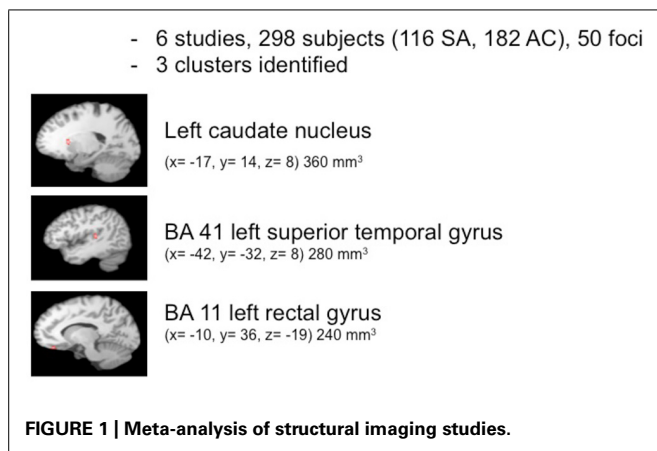 - 6 studies, 298 subjects (116 SA, 182 AC), 50 foci
- 3 clusters identified
Left caudate nucleus
(x= -17, y= 14, z= 8) 360 mm³
BA 41 left superior temporal gyrus
(x= -42, y= -32, z= 8) 280 mm³
BA 11 left rectal gyrus
(x= -10, y= 36, z= -19) 240 mm³
FIGURE 1 | Meta-analysis of structural imaging studies.